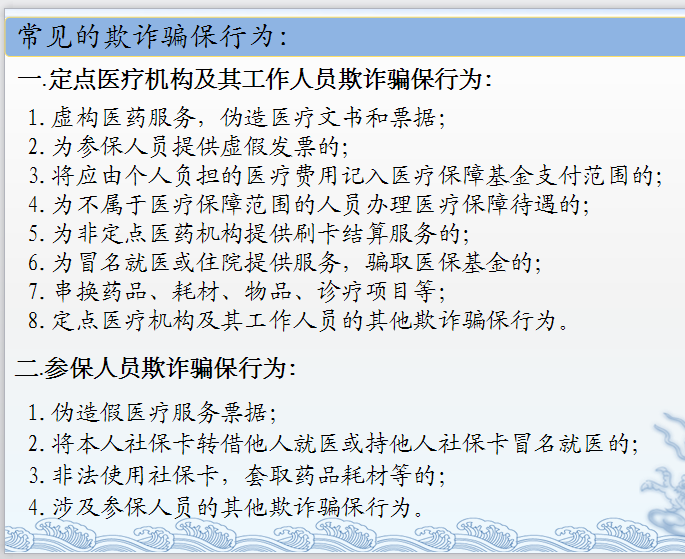 常见的欺诈骗保行为：
一.定点医疗机构及其工作人员欺诈骗保行为：
1. 虚构医药服务，伪造医疗文书和票据；
2. 为参保人员提供虚假发票的；
3. 将应由个人负担的医疗费用记入医疗保障基金支付范围的；
4. 为不属于医疗保障范围的人员办理医疗保障待遇的；
5. 为非定点医药机构提供刷卡结算服务的；
6. 为冒名就医或住院提供服务，骗取医保基金的；
7. 串换药品、耗材、物品、诊疗项目等；
8. 定点医疗机构及其工作人员的其他欺诈骗保行为。
二.参保人员欺诈骗保行为：
1. 伪造假医疗服务票据；
2. 将本人社保卡转借他人就医或持他人社保卡冒名就医的；
3. 非法使用社保卡，套取药品耗材等的；
4. 涉及参保人员的其他欺诈骗保行为。